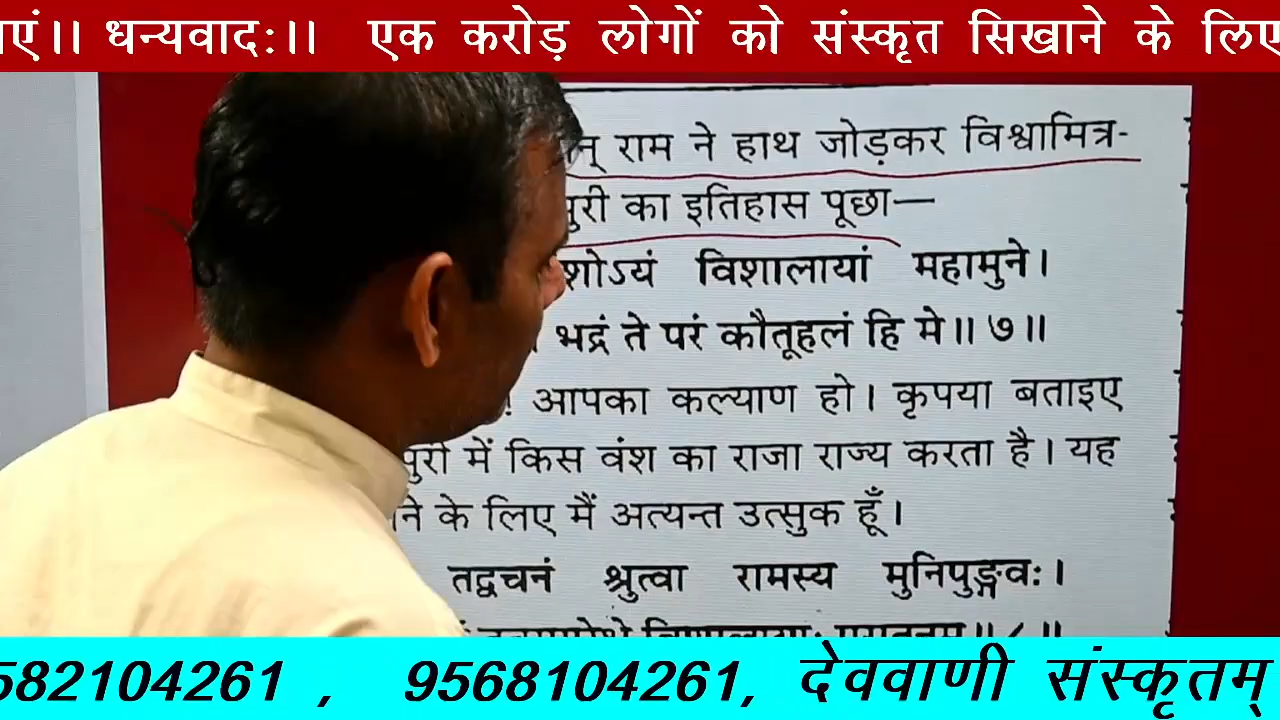 एं।। धन्यवादः।। एक करोड़ लोगों को संस्कृत सिखाने के लिए
राम ने हाथ जोड़कर विश्वामित्र-
पुरी का इतिहास पूछा—
शोऽयं विशालायां महामुने।
भद्रं ते परं कौतूहलं हि मे॥ ७॥
आपका कल्याण हो। कृपया बताइए
पुरी में किस वंश का राजा राज्य करता है। यह
ने के लिए मैं अत्यन्त उत्सुक हूँ।
तद्वचनं श्रुत्वा रामस्य मुनिपुङ्गवः।
582104261 , 9568104261, देववाणी संस्कृतम्